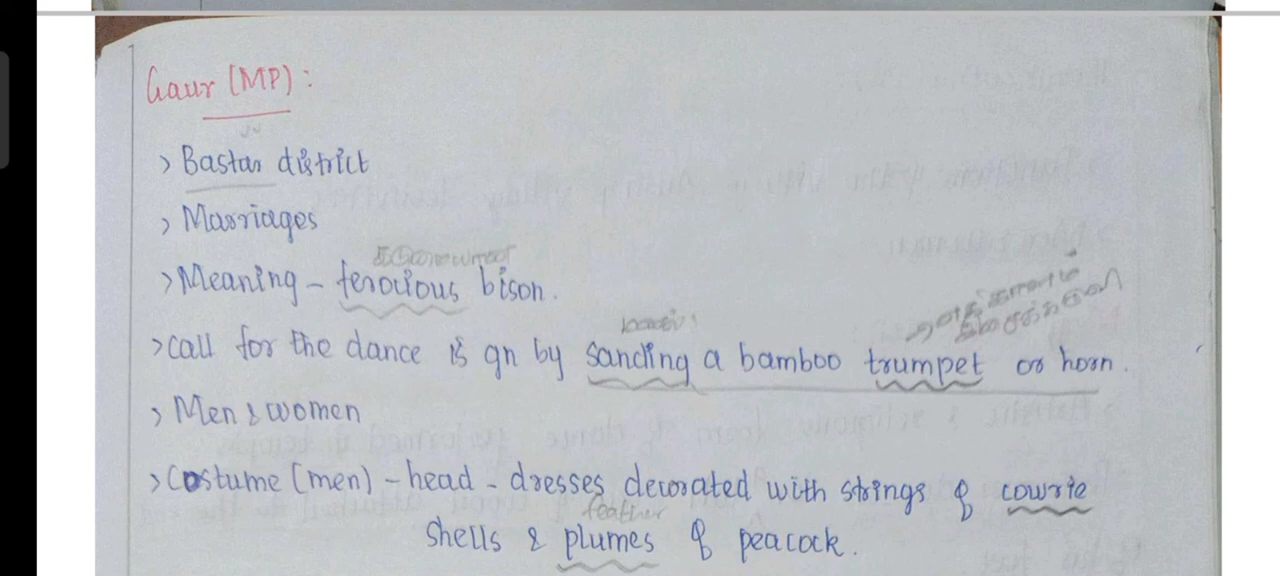 Gaur (MP) :
> Bastar district
> Marriages
> Meaning - ferocious bison.
> call for the dance is gn by sanding a bamboo trumpet or horn.
> Men & women
> Costume (men) - head - dresses decorated with strings of cowrie
feather
shells & plumes of peacock.